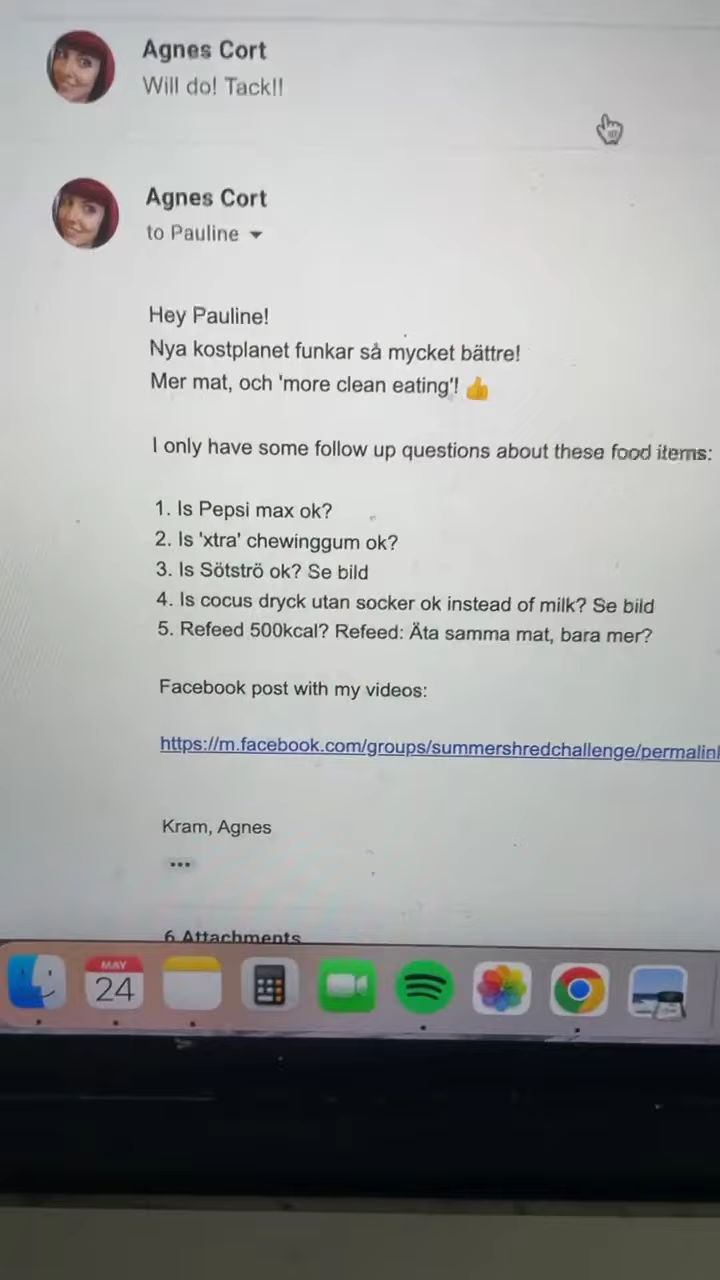 Agnes Cort
Will do! Tack!!
Agnes Cort
to Pauline
Hey Pauline!
Nya kostplanet funkar så mycket bättre!
Mer mat, och 'more clean eating'! 👍
I only have some follow up questions about these food items:
1. Is Pepsi max ok?
2. Is 'xtra' chewinggum ok?
3. Is Sötströ ok? Se bild
4. Is cocus dryck utan socker ok instead of milk? Se bild
5. Refeed 500kcal? Refeed: Äta samma mat, bara mer?
Facebook post with my videos:
https://m.facebook.com/groups/summershredchallenge/permalink
Kram, Agnes
6 Attachments
MAY
24